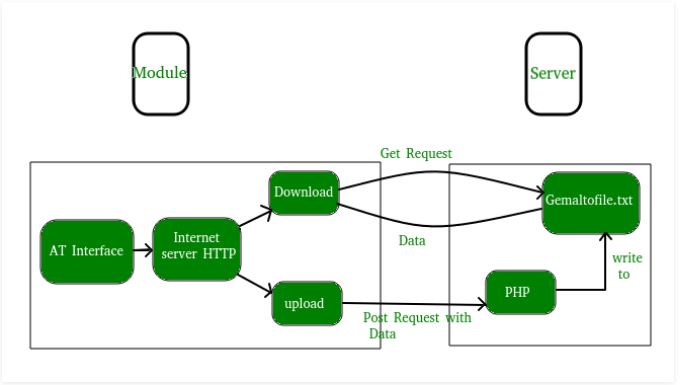 Module
Server
Get Request
Download
Gemaltofile.txt
AT Interface
Internet
server HTTP
Data
write
to
upload
PHP
Post Request with
Data